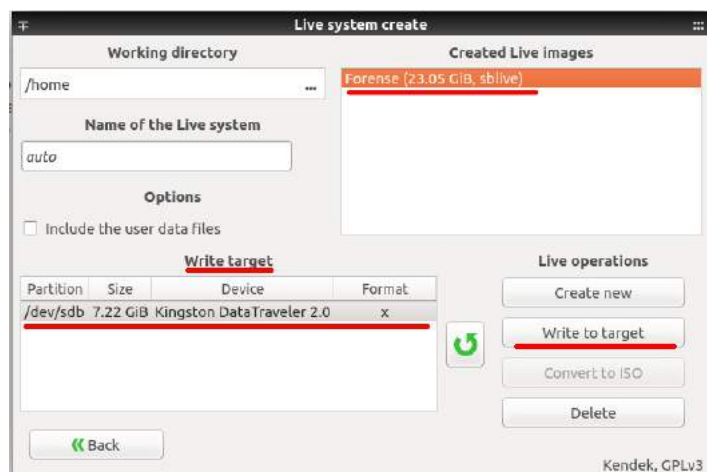 Live system create
Working directory
/home
...
Name of the Live system
auto
Options
Include the user data files
Created Live images
Forense (23.05 GiB, sblive)
Write target
Partition Size Device Format
/dev/sdb 7.22 GiB Kingston DataTraveler 2.0 x
Live operations
Create new
Write to target
Convert to ISO
Delete
Back
Kendek, GPLv3